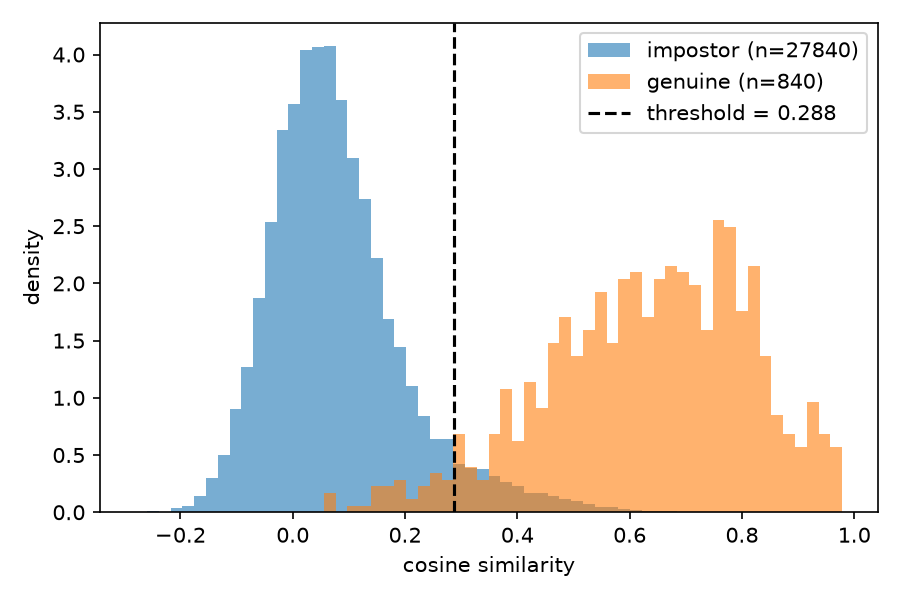 impostor (n=27840)
genuine (n=840)
threshold = 0.288
density
4.0
3.5
3.0
2.5
2.0
1.5
1.0
0.5
0.0
−0.2 0.0 0.2 0.4 0.6 0.8 1.0
cosine similarity